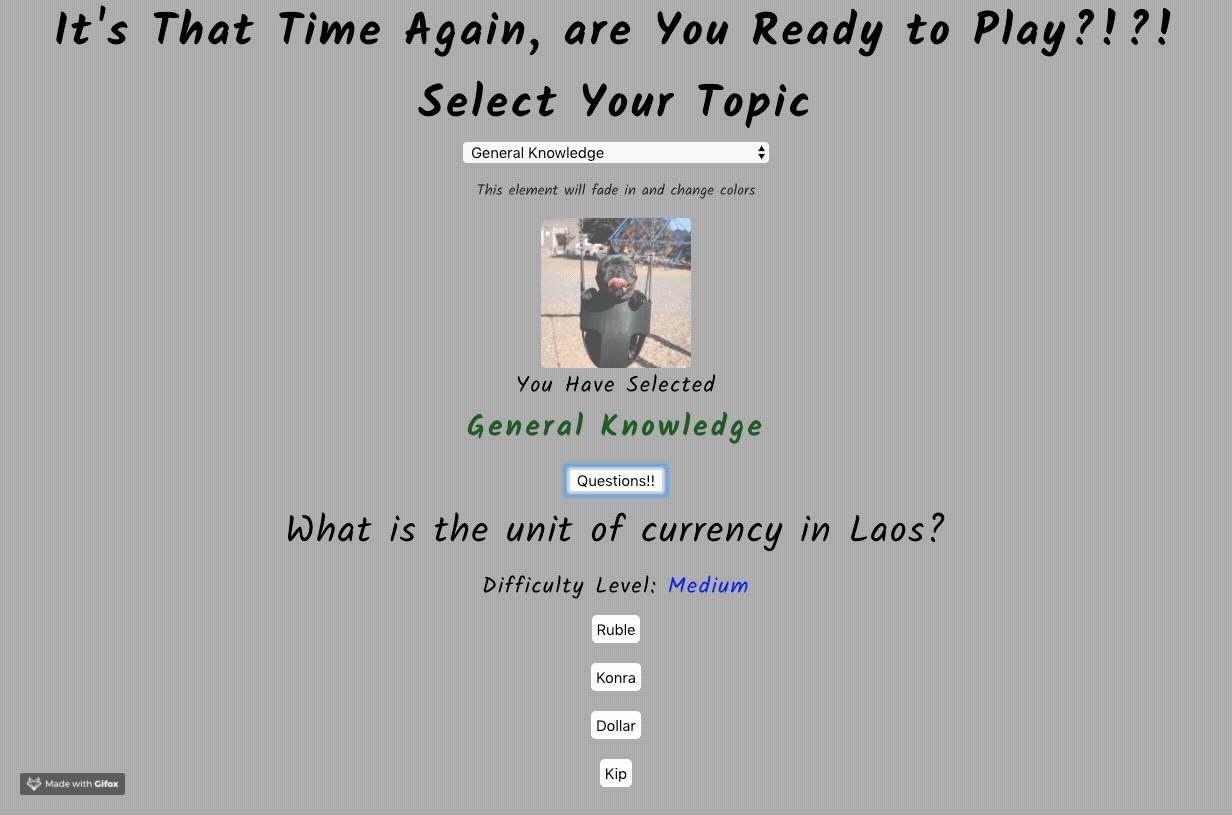 It's That Time Again, are You Ready to Play?!?!
Select Your Topic
General Knowledge
This element will fade in and change colors
You Have Selected
General Knowledge
Questions!!
What is the unit of currency in Laos?
Difficulty Level: Medium
Ruble
Konra
Dollar
Kip
Made with Gifox